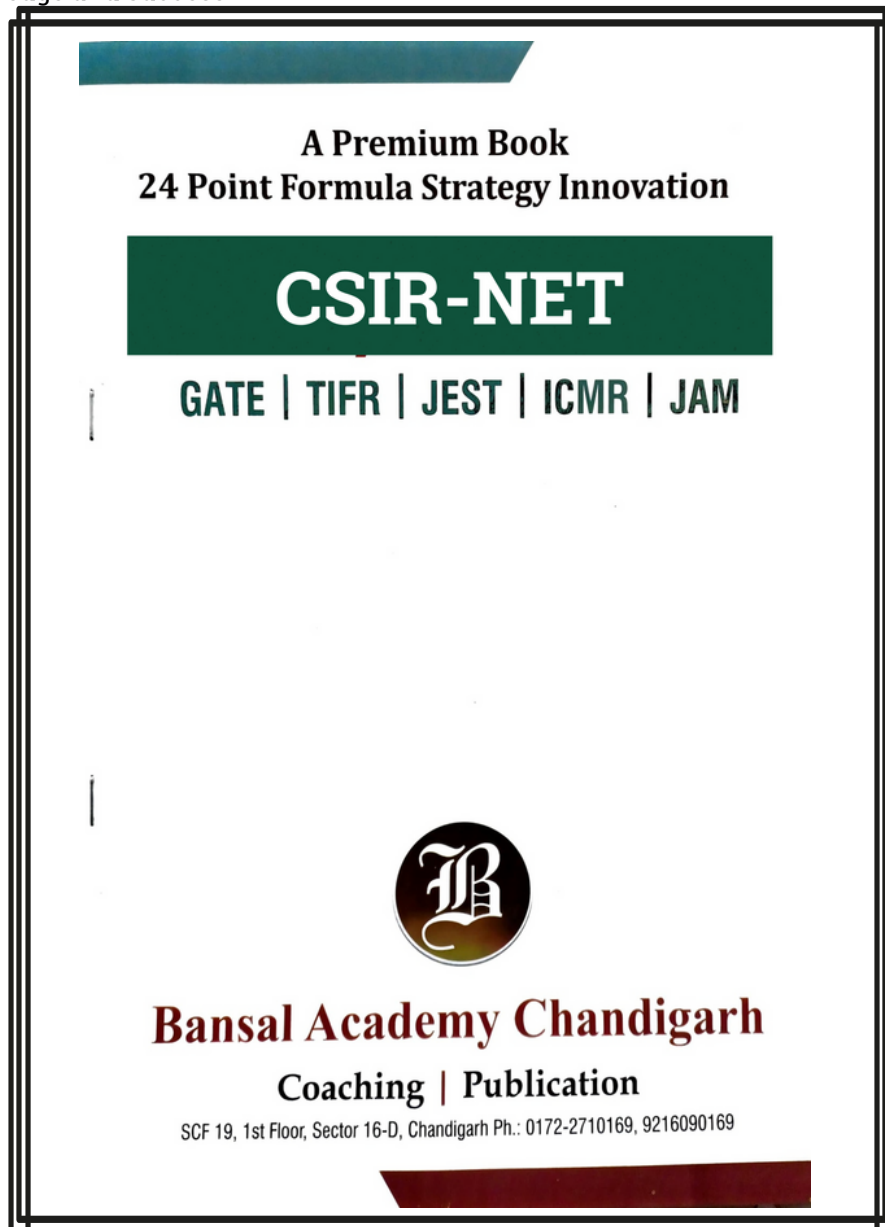 A Premium Book
24 Point Formula Strategy Innovation
CSIR-NET
GATE | TIFR | JEST | ICMR | JAM
B
Bansal Academy Chandigarh
Coaching | Publication
SCF 19, 1st Floor, Sector 16-D, Chandigarh Ph.: 0172-2710169, 9216090169